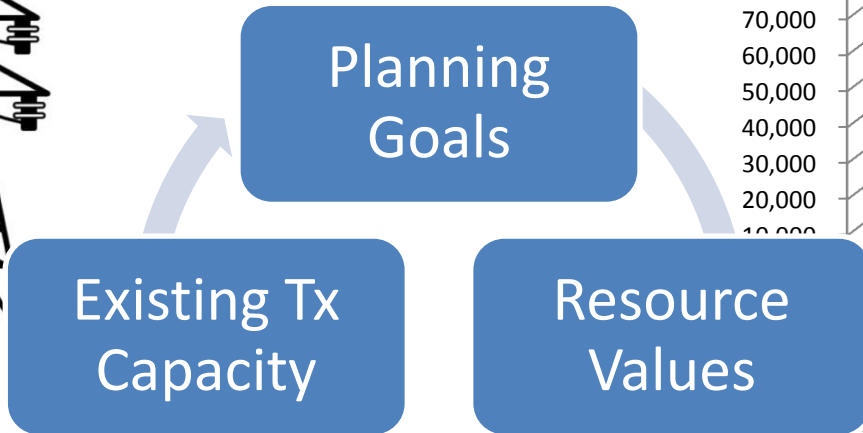 70,000
60,000
50,000
40,000
30,000
20,000
Planning
Goals
Existing Tx
Capacity
Resource
Values